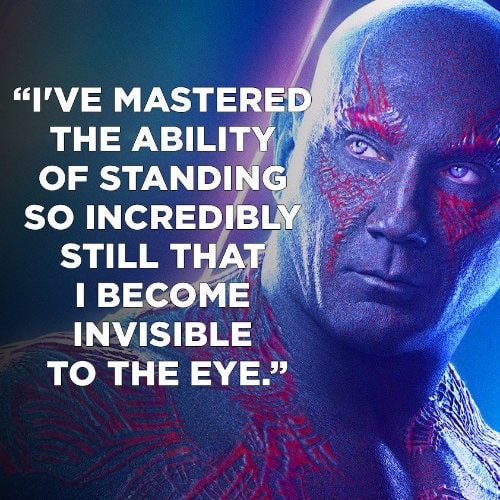 “I'VE MASTERED
THE ABILITY
OF STANDING
SO INCREDIBLY
STILL THAT
I BECOME
INVISIBLE
TO THE EYE.”